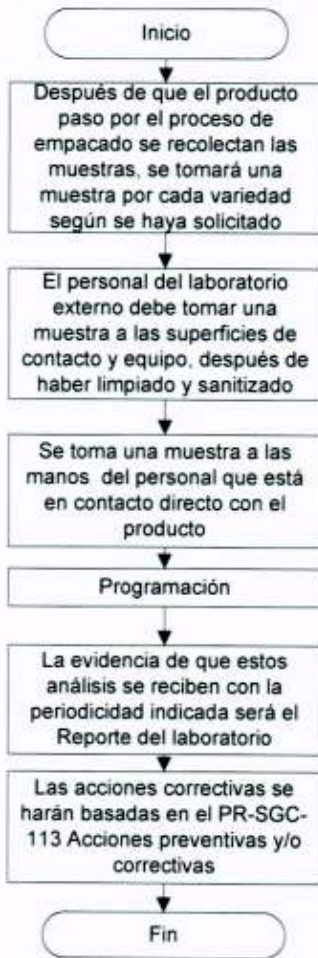 Inicio
Después de que el producto
paso por el proceso de
empacado se recolectan las
muestras, se tomará una
muestra por cada variedad
según se haya solicitado
El personal del laboratorio
externo debe tomar una
muestra a las superficies de
contacto y equipo, después de
haber limpiado y sanitizado
Se toma una muestra a las
manos del personal que está
en contacto directo con el
producto
Programación
La evidencia de que estos
análisis se reciben con la
periodicidad indicada será el
Reporte del laboratorio
Las acciones correctivas se
harán basadas en el PR-SGC-
113 Acciones preventivas y/o
correctivas
Fin